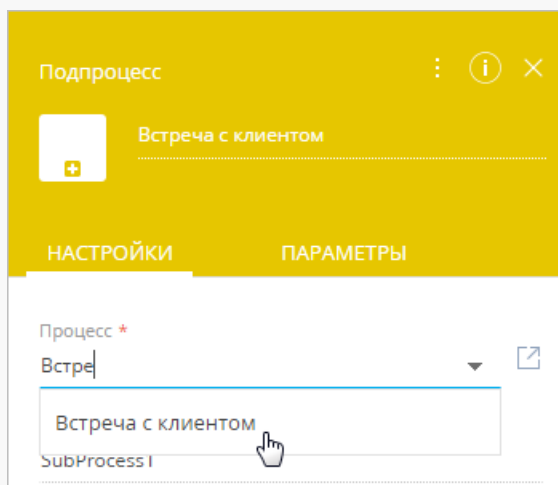 Подпроцесс
Встреча с клиентом
НАСТРОЙКИ ПАРАМЕТРЫ
Процесс *
Встре
Встреча с клиентом
SubProcess1